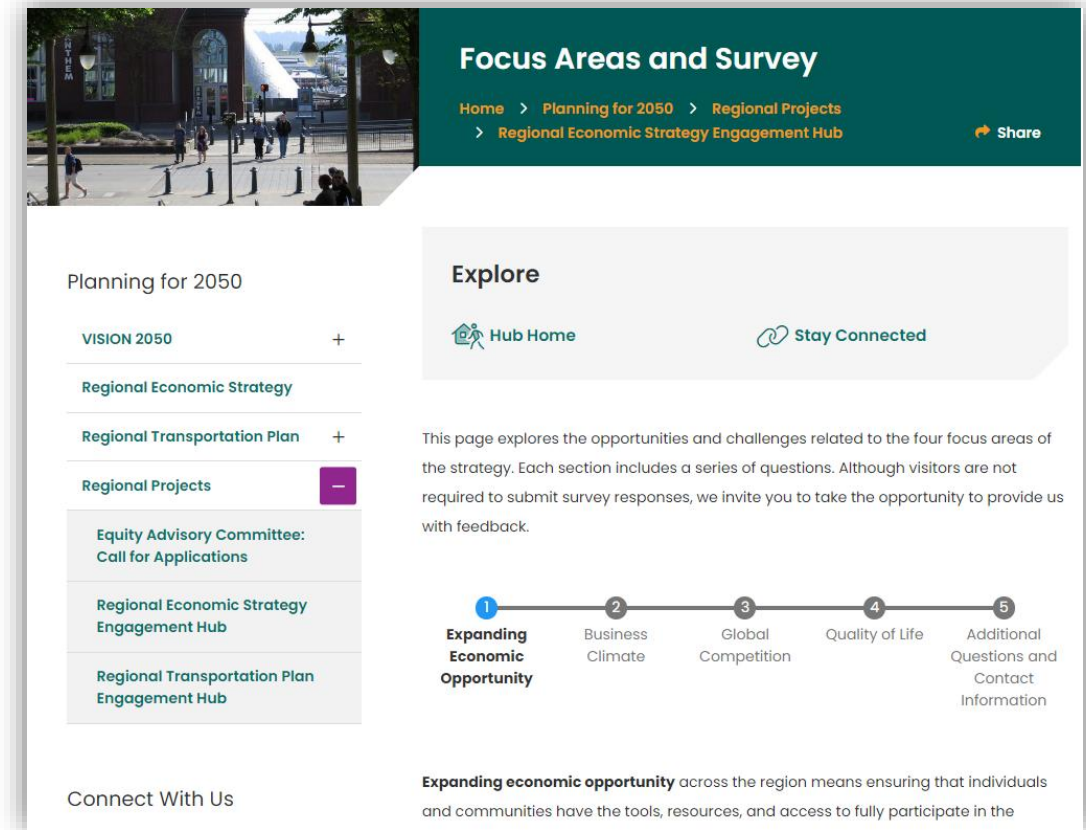 ANTHEM
Focus Areas and Survey
Home > Planning for 2050 > Regional Projects
> Regional Economic Strategy Engagement Hub
Share
Planning for 2050
VISION 2050 +
Regional Economic Strategy
Regional Transportation Plan +
Regional Projects −
Equity Advisory Committee:
Call for Applications
Regional Economic Strategy
Engagement Hub
Regional Transportation Plan
Engagement Hub
Connect With Us
Explore
Hub Home
Stay Connected
This page explores the opportunities and challenges related to the four focus areas of
the strategy. Each section includes a series of questions. Although visitors are not
required to submit survey responses, we invite you to take the opportunity to provide us
with feedback.
1
Expanding
Economic
Opportunity
2
Business
Climate
3
Global
Competition
4
Quality of Life
5
Additional
Questions and
Contact
Information
Expanding economic opportunity across the region means ensuring that individuals
and communities have the tools, resources, and access to fully participate in the